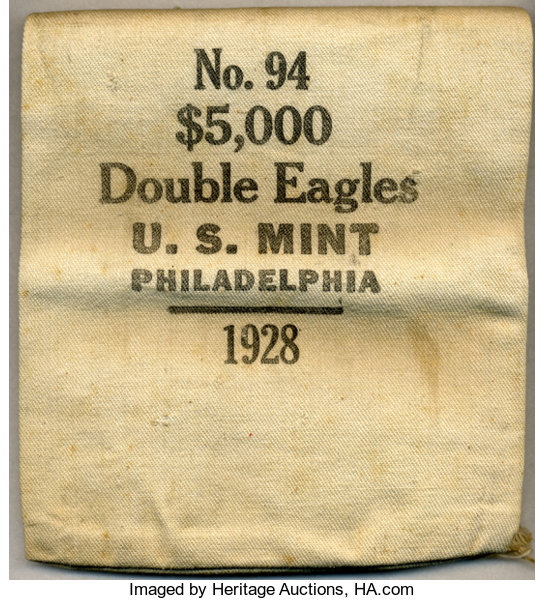 No. 94
$5,000
Double Eagles
U. S. MINT
PHILADELPHIA
1928
Imaged by Heritage Auctions, HA.com